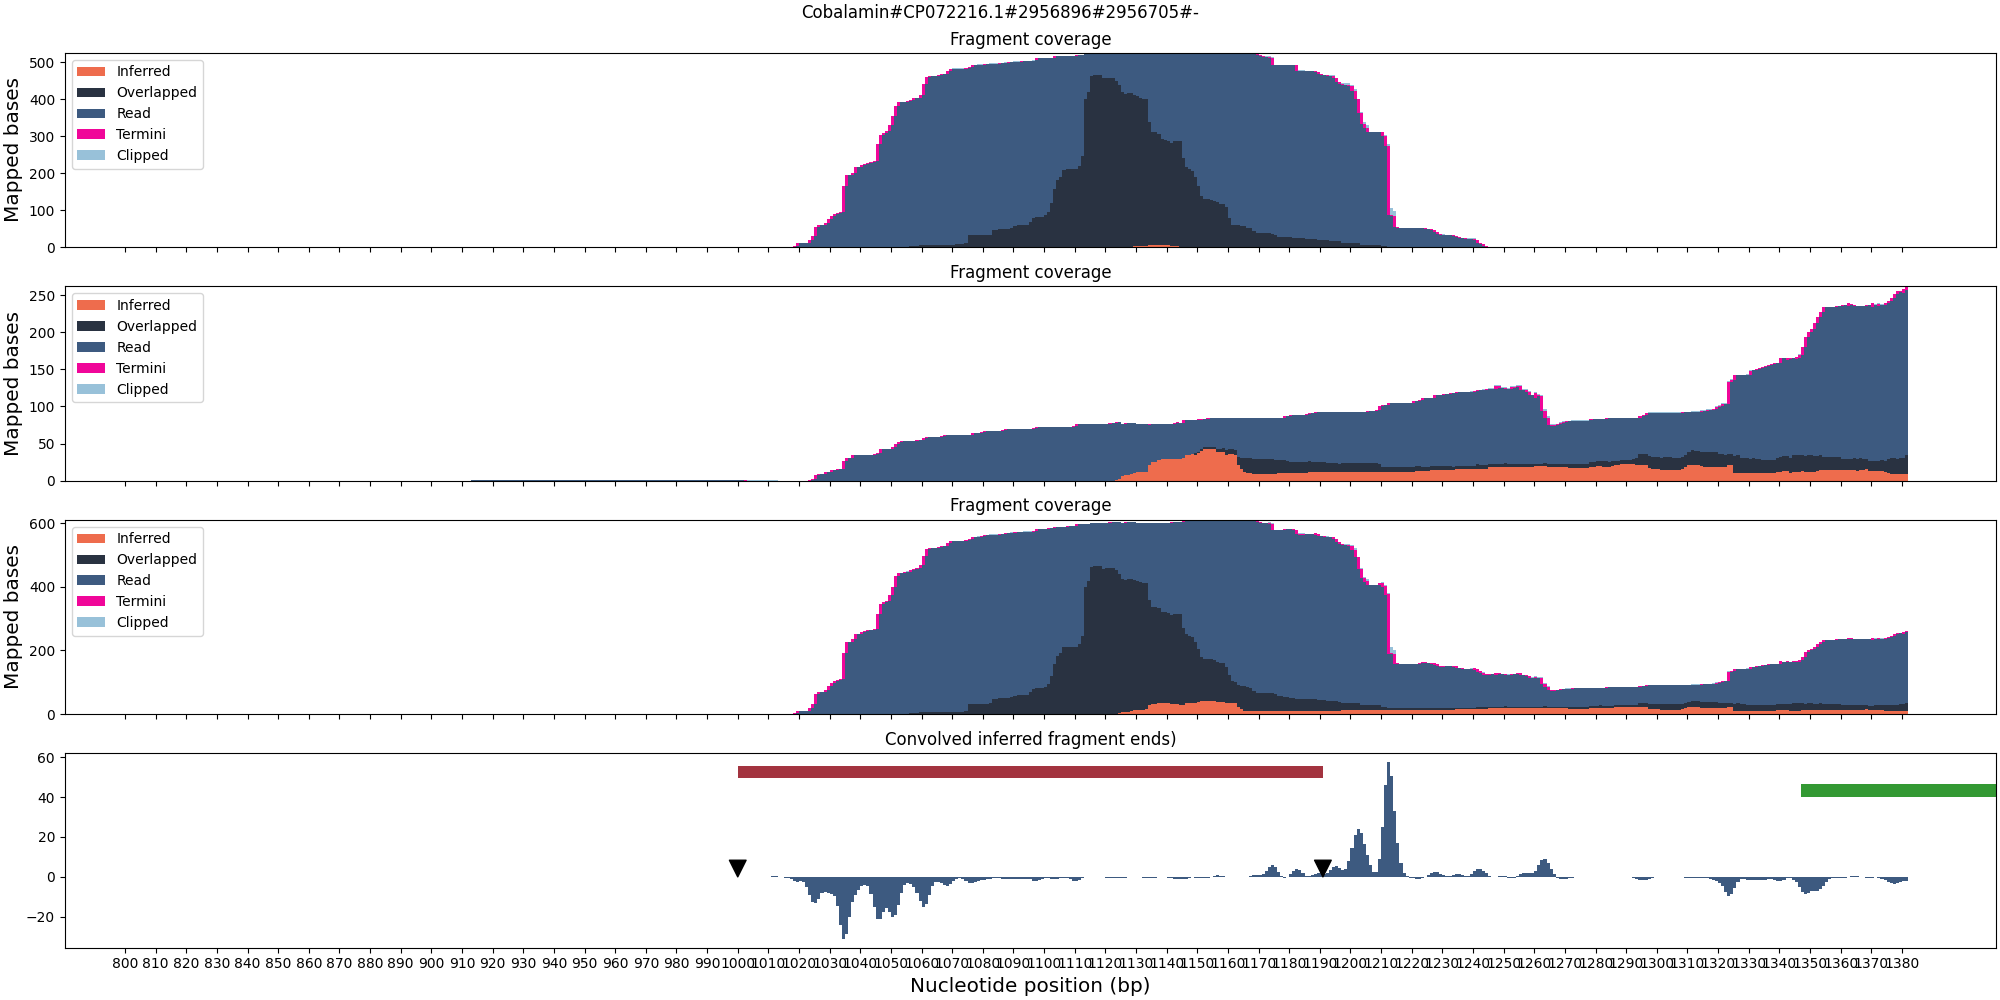 Cobalamin#CP072216.1#2956896#2956705#-
Fragment coverage
Mapped bases
500
400
300
200
100
0
Inferred
Overlapped
Read
Termini
Clipped
Fragment coverage
Mapped bases
250
200
150
100
50
0
Inferred
Overlapped
Read
Termini
Clipped
Fragment coverage
Mapped bases
600
400
200
0
Inferred
Overlapped
Read
Termini
Clipped
Convolved inferred fragment ends)
60
40
20
0
−20
800 810 820 830 840 850 860 870 880 890 900 910 920 930 940 950 960 970 980 990 1000 1010 1020 1030 1040 1050 1060 1070 1080 1090 1100 1110 1120 1130 1140 1150 1160 1170 1180 1190 1200 1210 1220 1230 1240 1250 1260 1270 1280 1290 1300 1310 1320 1330 1340 1350 1360 1370 1380
Nucleotide position (bp)